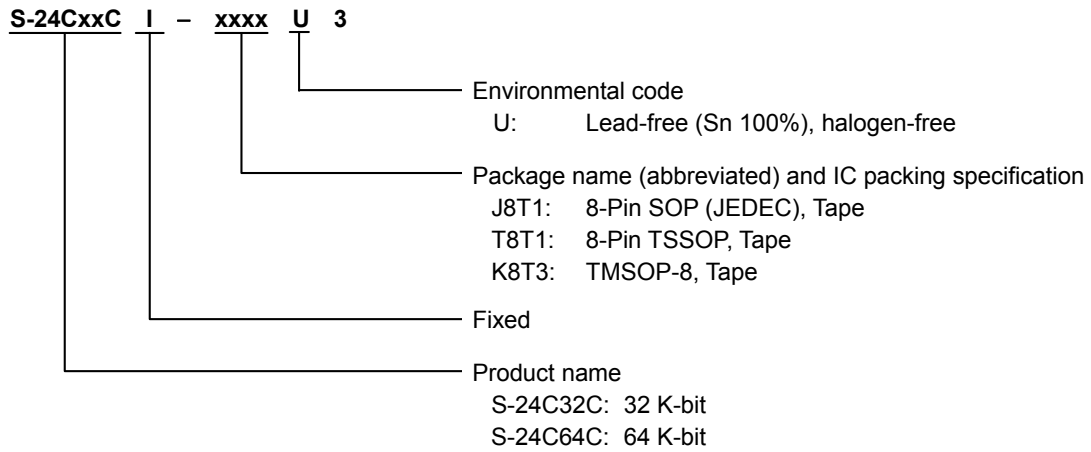 S-24CxxC I – xxxx U 3
Environmental code
U: Lead-free (Sn 100%), halogen-free
Package name (abbreviated) and IC packing specification
J8T1: 8-Pin SOP (JEDEC), Tape
T8T1: 8-Pin TSSOP, Tape
K8T3: TMSOP-8, Tape
Fixed
Product name
S-24C32C: 32 K-bit
S-24C64C: 64 K-bit